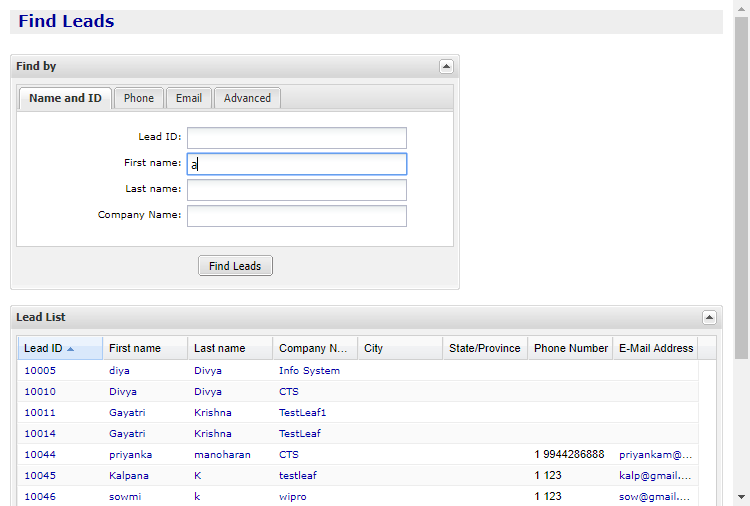 Find Leads
Find by
Name and ID Phone Email Advanced
Lead ID:
First name: a
Last name:
Company Name:
Find Leads
Lead List
Lead ID First name Last name Company N... City State/Province Phone Number E-Mail Address
10005 diya Divya Info System
10010 Divya Divya CTS
10011 Gayatri Krishna TestLeaf1
10014 Gayatri Krishna TestLeaf
10044 priyanka manoharan CTS 1 9944286888 priyankam@...
10045 Kalpana K testleaf 1 123 kalp@gmail....
10046 sowmi k wipro 1 123 sow@gmail....